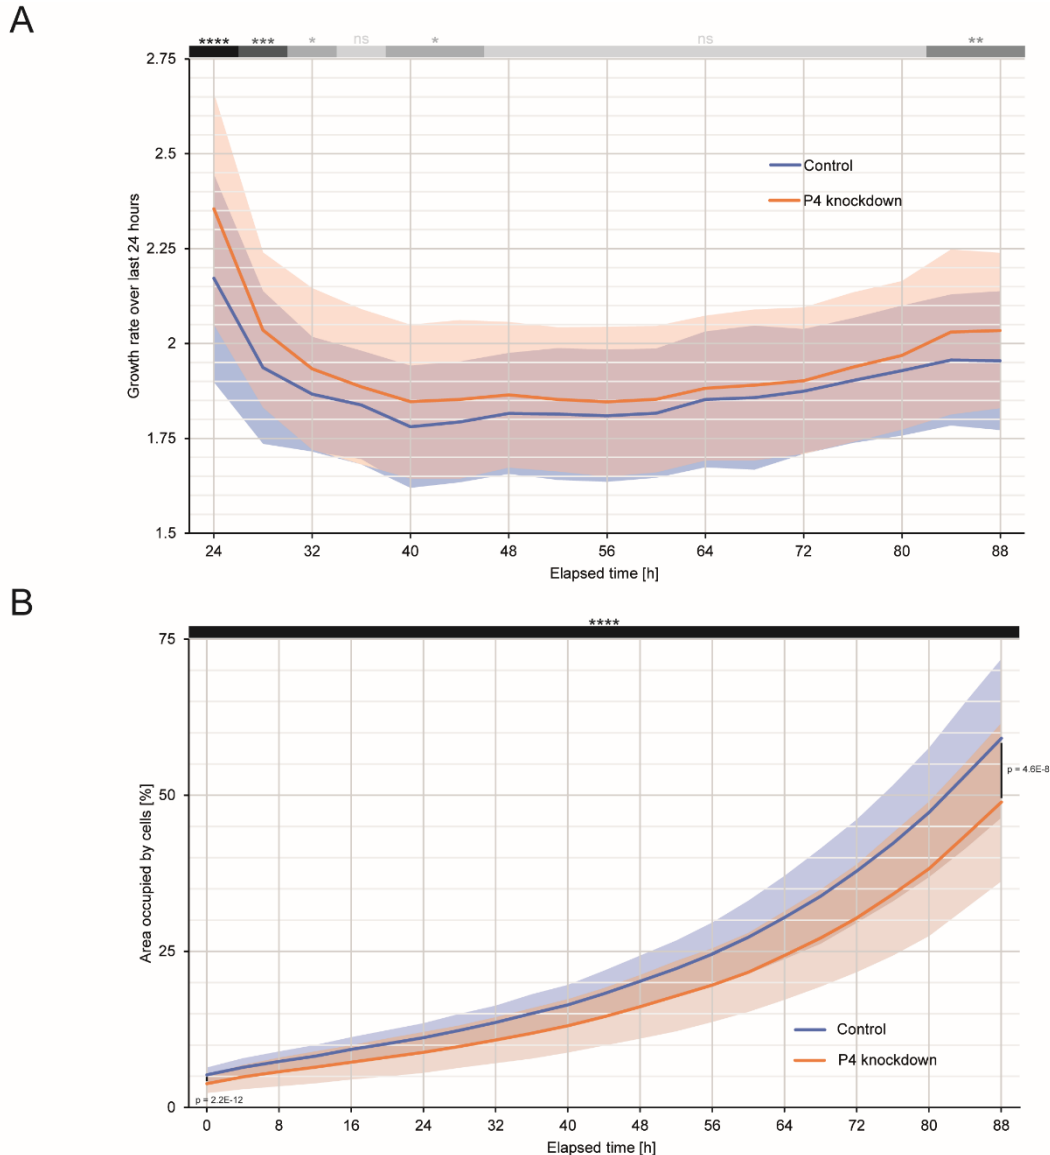 A
**** *** * ns * ns **
2.75
2.5
2.25
2
1.75
1.5
Growth rate over last 24 hours
Control
P4 knockdown
24 32 40 48 56 64 72 80 88
Elapsed time [h]
B
****
75
50
25
0
Area occupied by cells [%]
p = 4.6E-8
Control
P4 knockdown
p = 2.2E-12
0 8 16 24 32 40 48 56 64 72 80 88
Elapsed time [h]